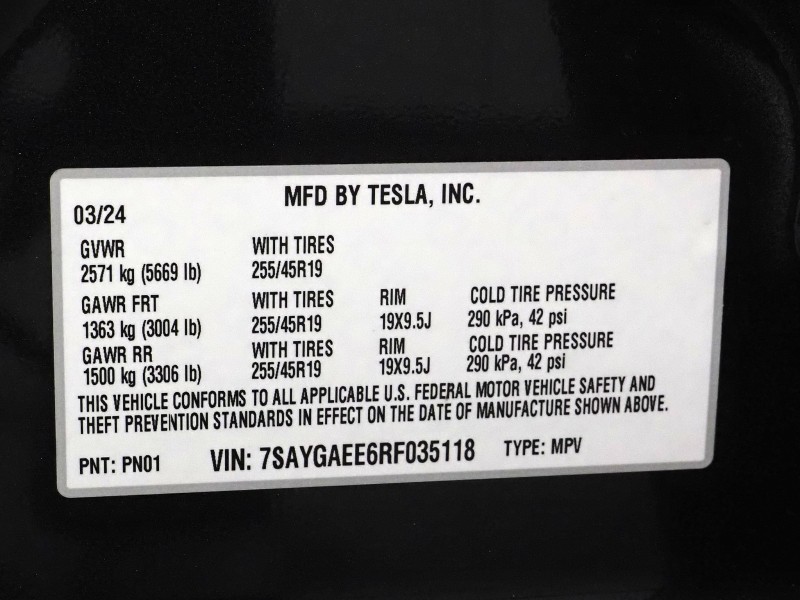 MFD BY TESLA, INC.
03/24
GVWR WITH TIRES
2571 kg (5669 lb) 255/45R19
GAWR FRT WITH TIRES RIM COLD TIRE PRESSURE
1363 kg (3004 lb) 255/45R19 19X9.5J 290 kPa, 42 psi
GAWR RR WITH TIRES RIM COLD TIRE PRESSURE
1500 kg (3306 lb) 255/45R19 19X9.5J 290 kPa, 42 psi
THIS VEHICLE CONFORMS TO ALL APPLICABLE U.S. FEDERAL MOTOR VEHICLE SAFETY AND
THEFT PREVENTION STANDARDS IN EFFECT ON THE DATE OF MANUFACTURE SHOWN ABOVE.
PNT: PN01 VIN: 7SAYGAEE6RF035118 TYPE: MPV